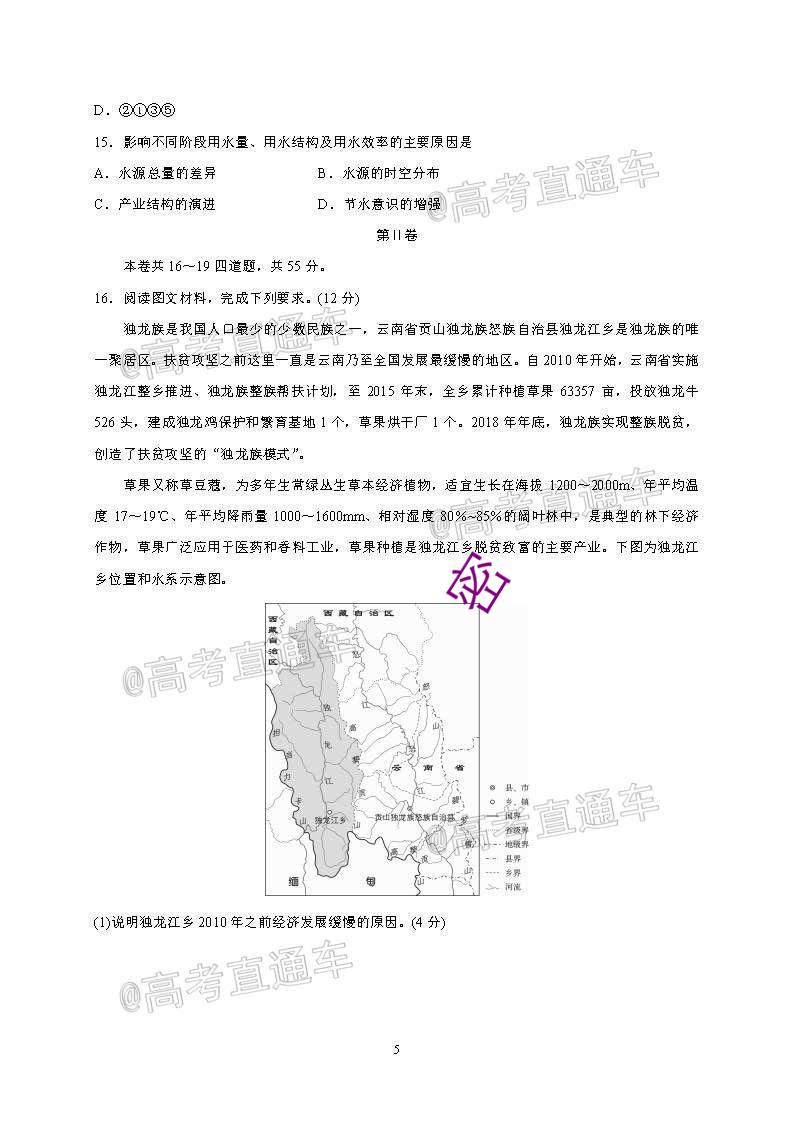 D．②①③⑤
15．影响不同阶段用水量、用水结构及用水效率的主要原因是
A．水源总量的差异 B．水源的时空分布
C．产业结构的演进 D．节水意识的增强
第Ⅱ卷
本卷共 16～19 四道题，共 55 分。
16．阅读图文材料，完成下列要求。(12 分)
独龙族是我国人口最少的少数民族之一，云南省贡山独龙族怒族自治县独龙江乡是独龙族的唯
一聚居区。扶贫攻坚之前这里一直是云南乃至全国发展最缓慢的地区。自 2010 年开始，云南省实施
独龙江整乡推进、独龙族整族帮扶计划，至 2015 年末，全乡累计种植草果 63357 亩，投放独龙牛
526 头，建成独龙鸡保护和繁育基地 1 个，草果烘干厂 1 个。2018 年年底，独龙族实现整族脱贫，
创造了扶贫攻坚的“独龙族模式”。
草果又称草豆蔻，为多年生常绿丛生草本经济植物，适宜生长在海拔 1200～2000m、年平均温
度 17～19℃、年平均降雨量 1000～1600mm、相对湿度 80%~85%的阔叶林中，是典型的林下经济
作物，草果广泛应用于医药和香料工业，草果种植是独龙江乡脱贫致富的主要产业。下图为独龙江
乡位置和水系示意图。
密
西藏自治区
西藏自治区
怒江
怒山
独龙江
高黎贡山
担当力卡山
云南省
碧罗雪山
独龙江乡
贡山独龙族怒族自治县
高黎贡山
缅甸
县、市
乡、镇
国界
省级界
地级界
县界
乡界
河流
(1)说明独龙江乡 2010 年之前经济发展缓慢的原因。(4 分)
@高考直通车
@高考直通车
@高考直通车
@高考直通车
@高考直通车
@高考直通车
5